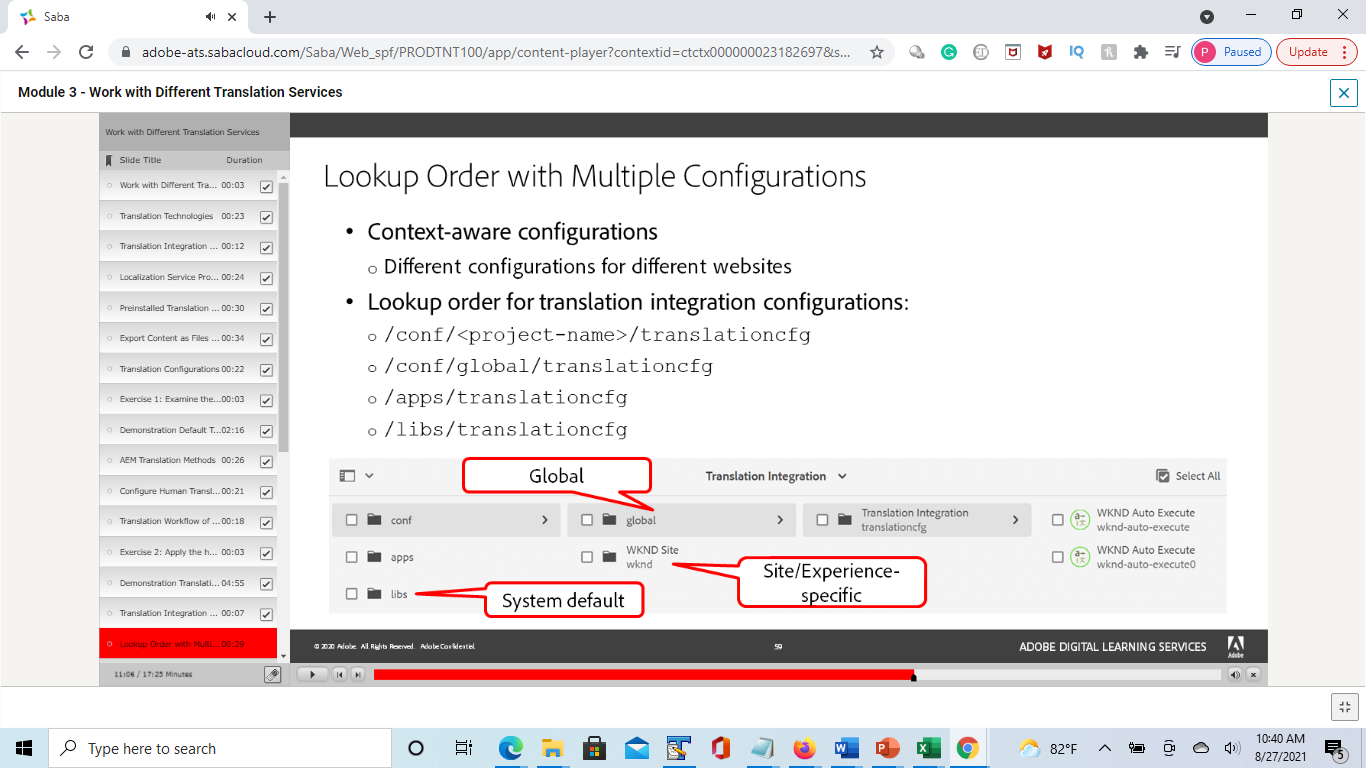 Saba
adobe-ats.sabacloud.com/Saba/Web_spf/PRODTNT100/app/content-player?contextid=ctctx000000023182697&s...
IQ
P
Paused
Update
Module 3 - Work with Different Translation Services
Work with Different Translation Services
Slide Title Duration
Work with Different Tra... 00:03
Translation Technologies 00:23
Translation Integration ... 00:12
Localization Service Pro... 00:24
Preinstalled Translation ... 00:30
Export Content as Files ... 00:34
Translation Configurations 00:22
Exercise 1: Examine the... 00:03
Demonstration Default T... 02:16
AEM Translation Methods 00:26
Configure Human Transl... 00:21
Translation Workflow of ... 00:18
Exercise 2: Apply the h... 00:03
Demonstration Translati... 04:55
Translation Integration ... 00:07
Lookup Order with Multi... 00:29
11:06 / 17:25 Minutes
Lookup Order with Multiple Configurations
• Context-aware configurations
o Different configurations for different websites
• Lookup order for translation integration configurations:
o /conf/<project-name>/translationcfg
o /conf/global/translationcfg
o /apps/translationcfg
o /libs/translationcfg
Global
Translation Integration
Select All
conf
global
Translation Integration
translationcfg
WKND Auto Execute
wknd-auto-execute
apps
WKND Site
wknd
WKND Auto Execute
wknd-auto-execute0
libs
System default
Site/Experience-
specific
© 2020 Adobe. All Rights Reserved. Adobe Confidential.
59
ADOBE DIGITAL LEARNING SERVICES
Adobe
Type here to search
82°F
10:40 AM
8/27/2021
5